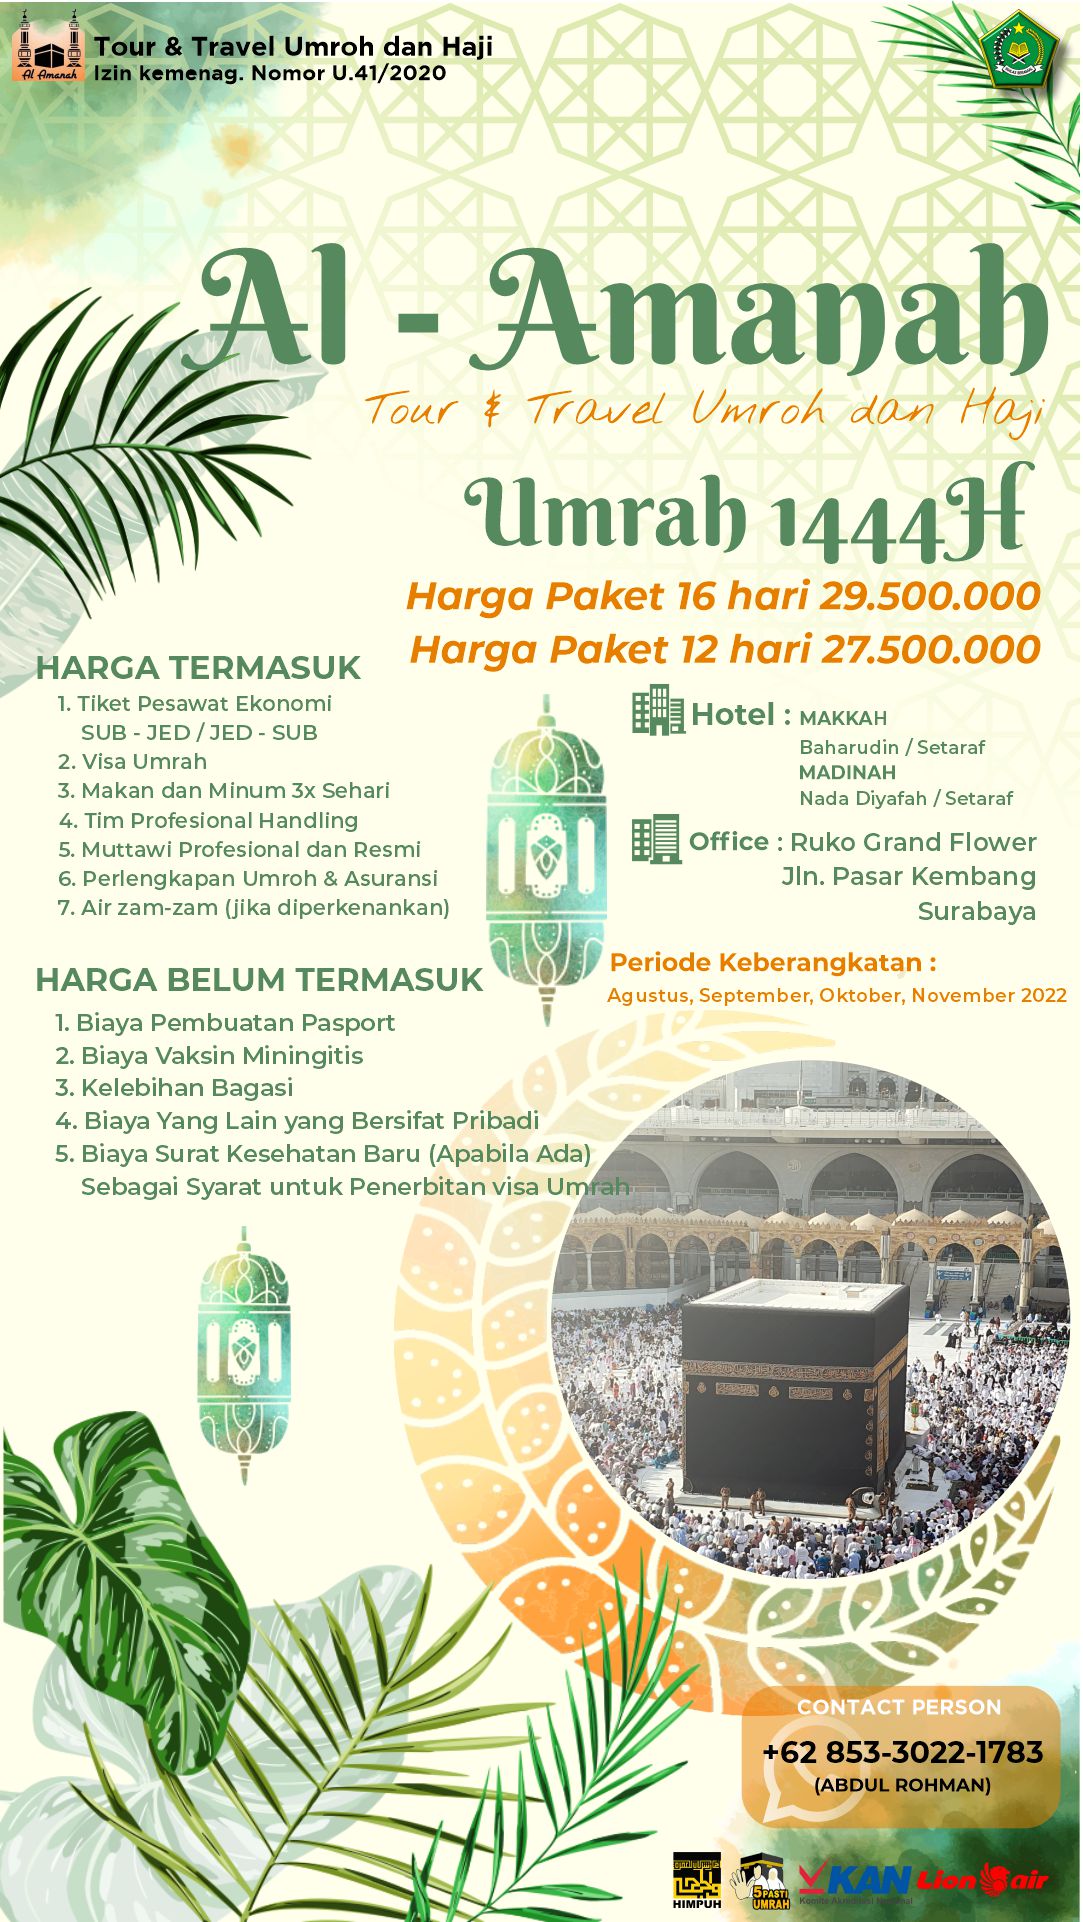 Al Amanah
Tour & Travel Umroh dan Haji
Izin kemenag. Nomor U.41/2020
Al - Amanah
Tour & Travel Umroh dan Haji
Umrah 1444H
Harga Paket 16 hari 29.500.000
Harga Paket 12 hari 27.500.000
HARGA TERMASUK
1. Tiket Pesawat Ekonomi
SUB - JED / JED - SUB
2. Visa Umrah
3. Makan dan Minum 3x Sehari
4. Tim Profesional Handling
5. Muttawi Profesional dan Resmi
6. Perlengkapan Umroh & Asuransi
7. Air zam-zam (jika diperkenankan)
HARGA BELUM TERMASUK
1. Biaya Pembuatan Pasport
2. Biaya Vaksin Miningitis
3. Kelebihan Bagasi
4. Biaya Yang Lain yang Bersifat Pribadi
5. Biaya Surat Kesehatan Baru (Apabila Ada)
Sebagai Syarat untuk Penerbitan visa Umrah
Hotel : MAKKAH
Baharudin / Setaraf
MADINAH
Nada Diyafah / Setaraf
Office : Ruko Grand Flower
Jln. Pasar Kembang
Surabaya
Periode Keberangkatan :
Agustus, September, Oktober, November 2022
CONTACT PERSON
+62 853-3022-1783
(ABDUL ROHMAN)
HIMPUH
5 PASTI
UMRAH
KAN
Komite Akreditasi Nasional
Lion air